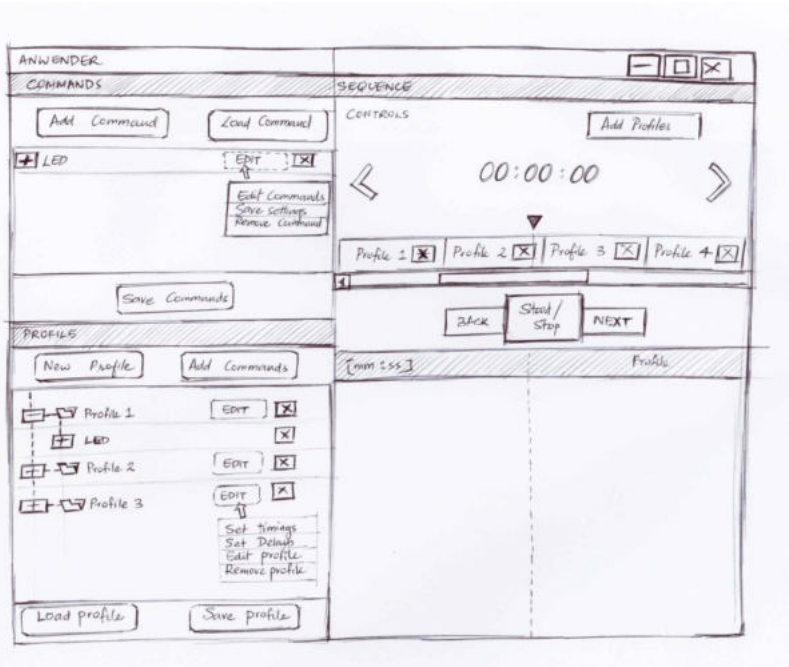 ANWENDER
COMMANDS
Add Command
Load Command
LED
EDIT
Edit Commands
Save settings
Remove Command
Save Commands
PROFILE
New Profile
Add Commands
Profile 1
EDIT
LED
Profile 2
EDIT
Profile 3
EDIT
Set timings
Set Delays
Edit profile
Remove profile
Load profile
Save profile
SEQUENCE
CONTROLS
Add Profiles
00:00:00
Profile 1
Profile 2
Profile 3
Profile 4
BACK
Start/
Stop
NEXT
[mm:ss]
Profile